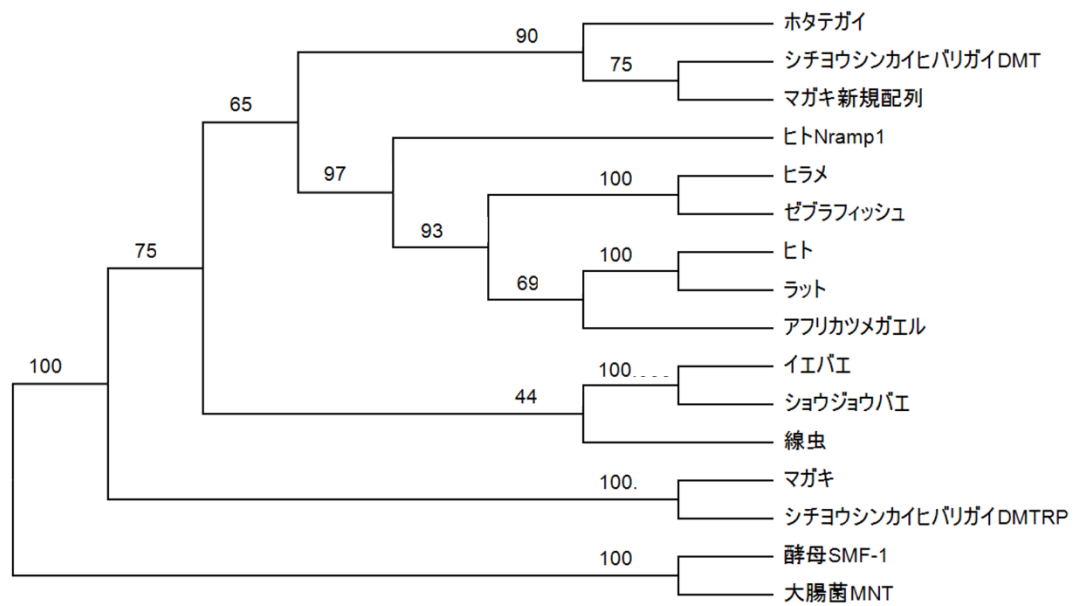 ホタテガイ
90
シチヨウシンカイヒバリガイDMT
75
マガキ新規配列
65
ヒトNramp1
97
ヒラメ
100
ゼブラフィッシュ
93
ヒト
75
100
69
ラット
アフリカツメガエル
100
イエバエ
100
44
ショウジョウバエ
線虫
マガキ
100.
シチヨウシンカイヒバリガイDMTRP
酵母SMF-1
100
大腸菌MNT